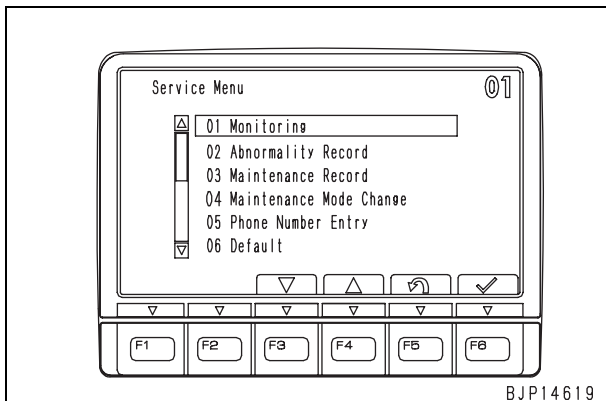 Service Menu 01
01 Monitoring
02 Abnormality Record
03 Maintenance Record
04 Maintenance Mode Change
05 Phone Number Entry
06 Default
F1 F2 F3 F4 F5 F6
BJP14619